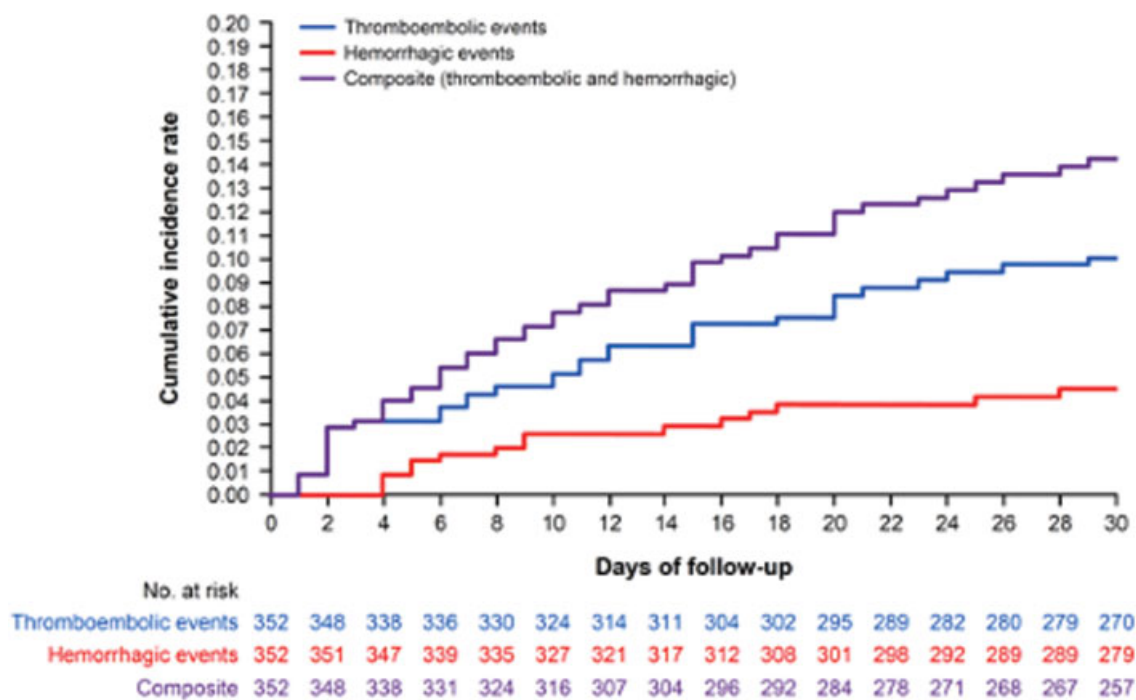 0.20
0.19
0.18
0.17
0.16
0.15
0.14
0.13
0.12
0.11
0.10
0.09
0.08
0.07
0.06
0.05
0.04
0.03
0.02
0.01
0.00
Cumulative incidence rate
Thromboembolic events
Hemorrhagic events
Composite (thromboembolic and hemorrhagic)
0 2 4 6 8 10 12 14 16 18 20 22 24 26 28 30
Days of follow-up
No. at risk
Thromboembolic events 352 348 338 336 330 324 314 311 304 302 295 289 282 280 279 270
Hemorrhagic events 352 351 347 339 335 327 321 317 312 308 301 298 292 289 289 279
Composite 352 348 338 331 324 316 307 304 296 292 284 278 271 268 267 257